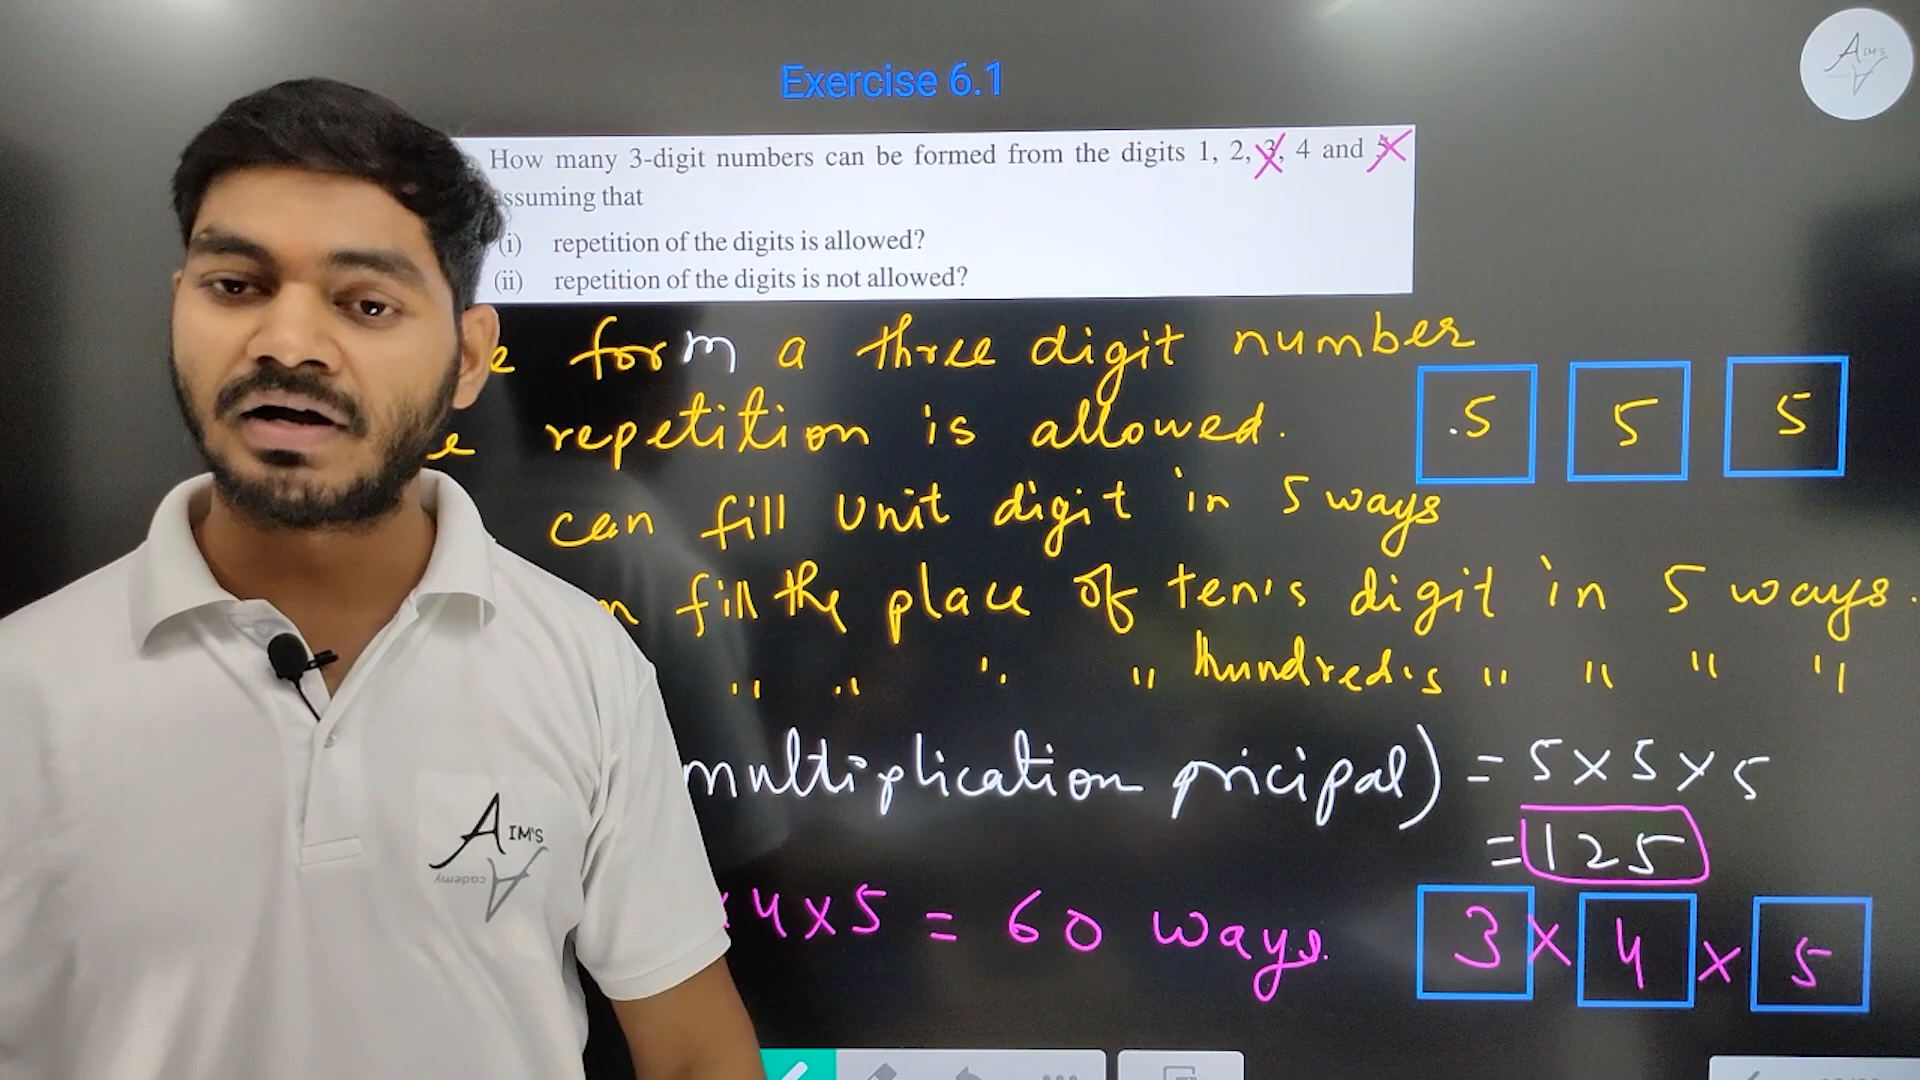 Exercise 6.1
AIM'S
How many 3-digit numbers can be formed from the digits 1, 2, 3, 4 and 5
ssuming that
(i) repetition of the digits is allowed?
(ii) repetition of the digits is not allowed?
e form a three digit number
e repetition is allowed.
.5 5 5
can fill Unit digit in 5 ways
n fill the place of ten's digit in 5 ways.
" " " " Hundred's " " " "
multiplication pricipal) = 5 × 5 × 5
= 125
× 4 × 5 = 60 ways.
3 × 4 × 5
AIM'S
Academy